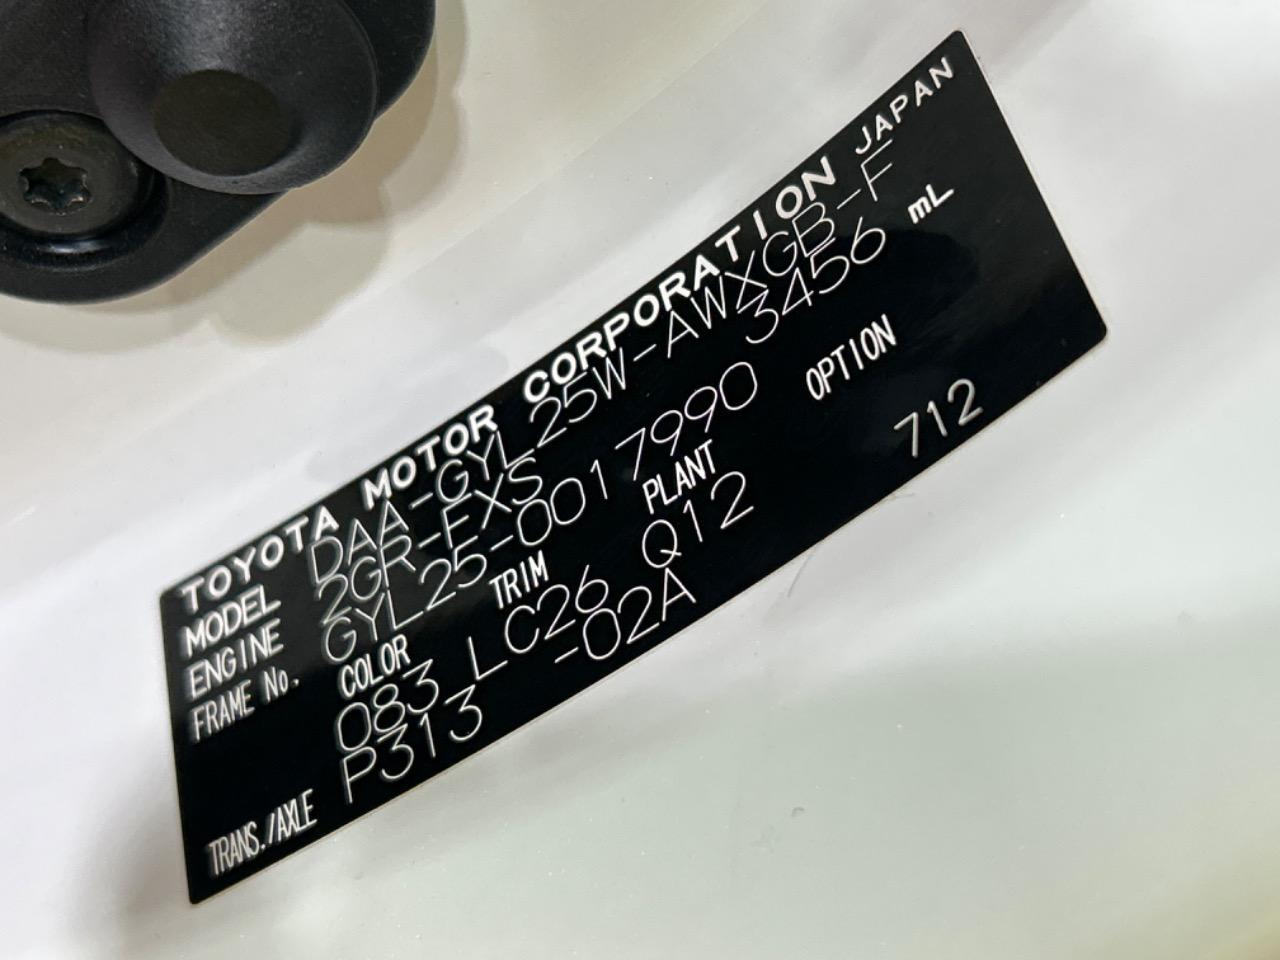 TOYOTA MOTOR CORPORATION JAPAN
MODEL DAA-GYL25W-AWXGB-F
ENGINE 2GR-FXS 3456 mL
FRAME No. GYL25-0017990
COLOR TRIM PLANT OPTION
083 LC26 Q12 712
TRANS./AXLE P313 -02A